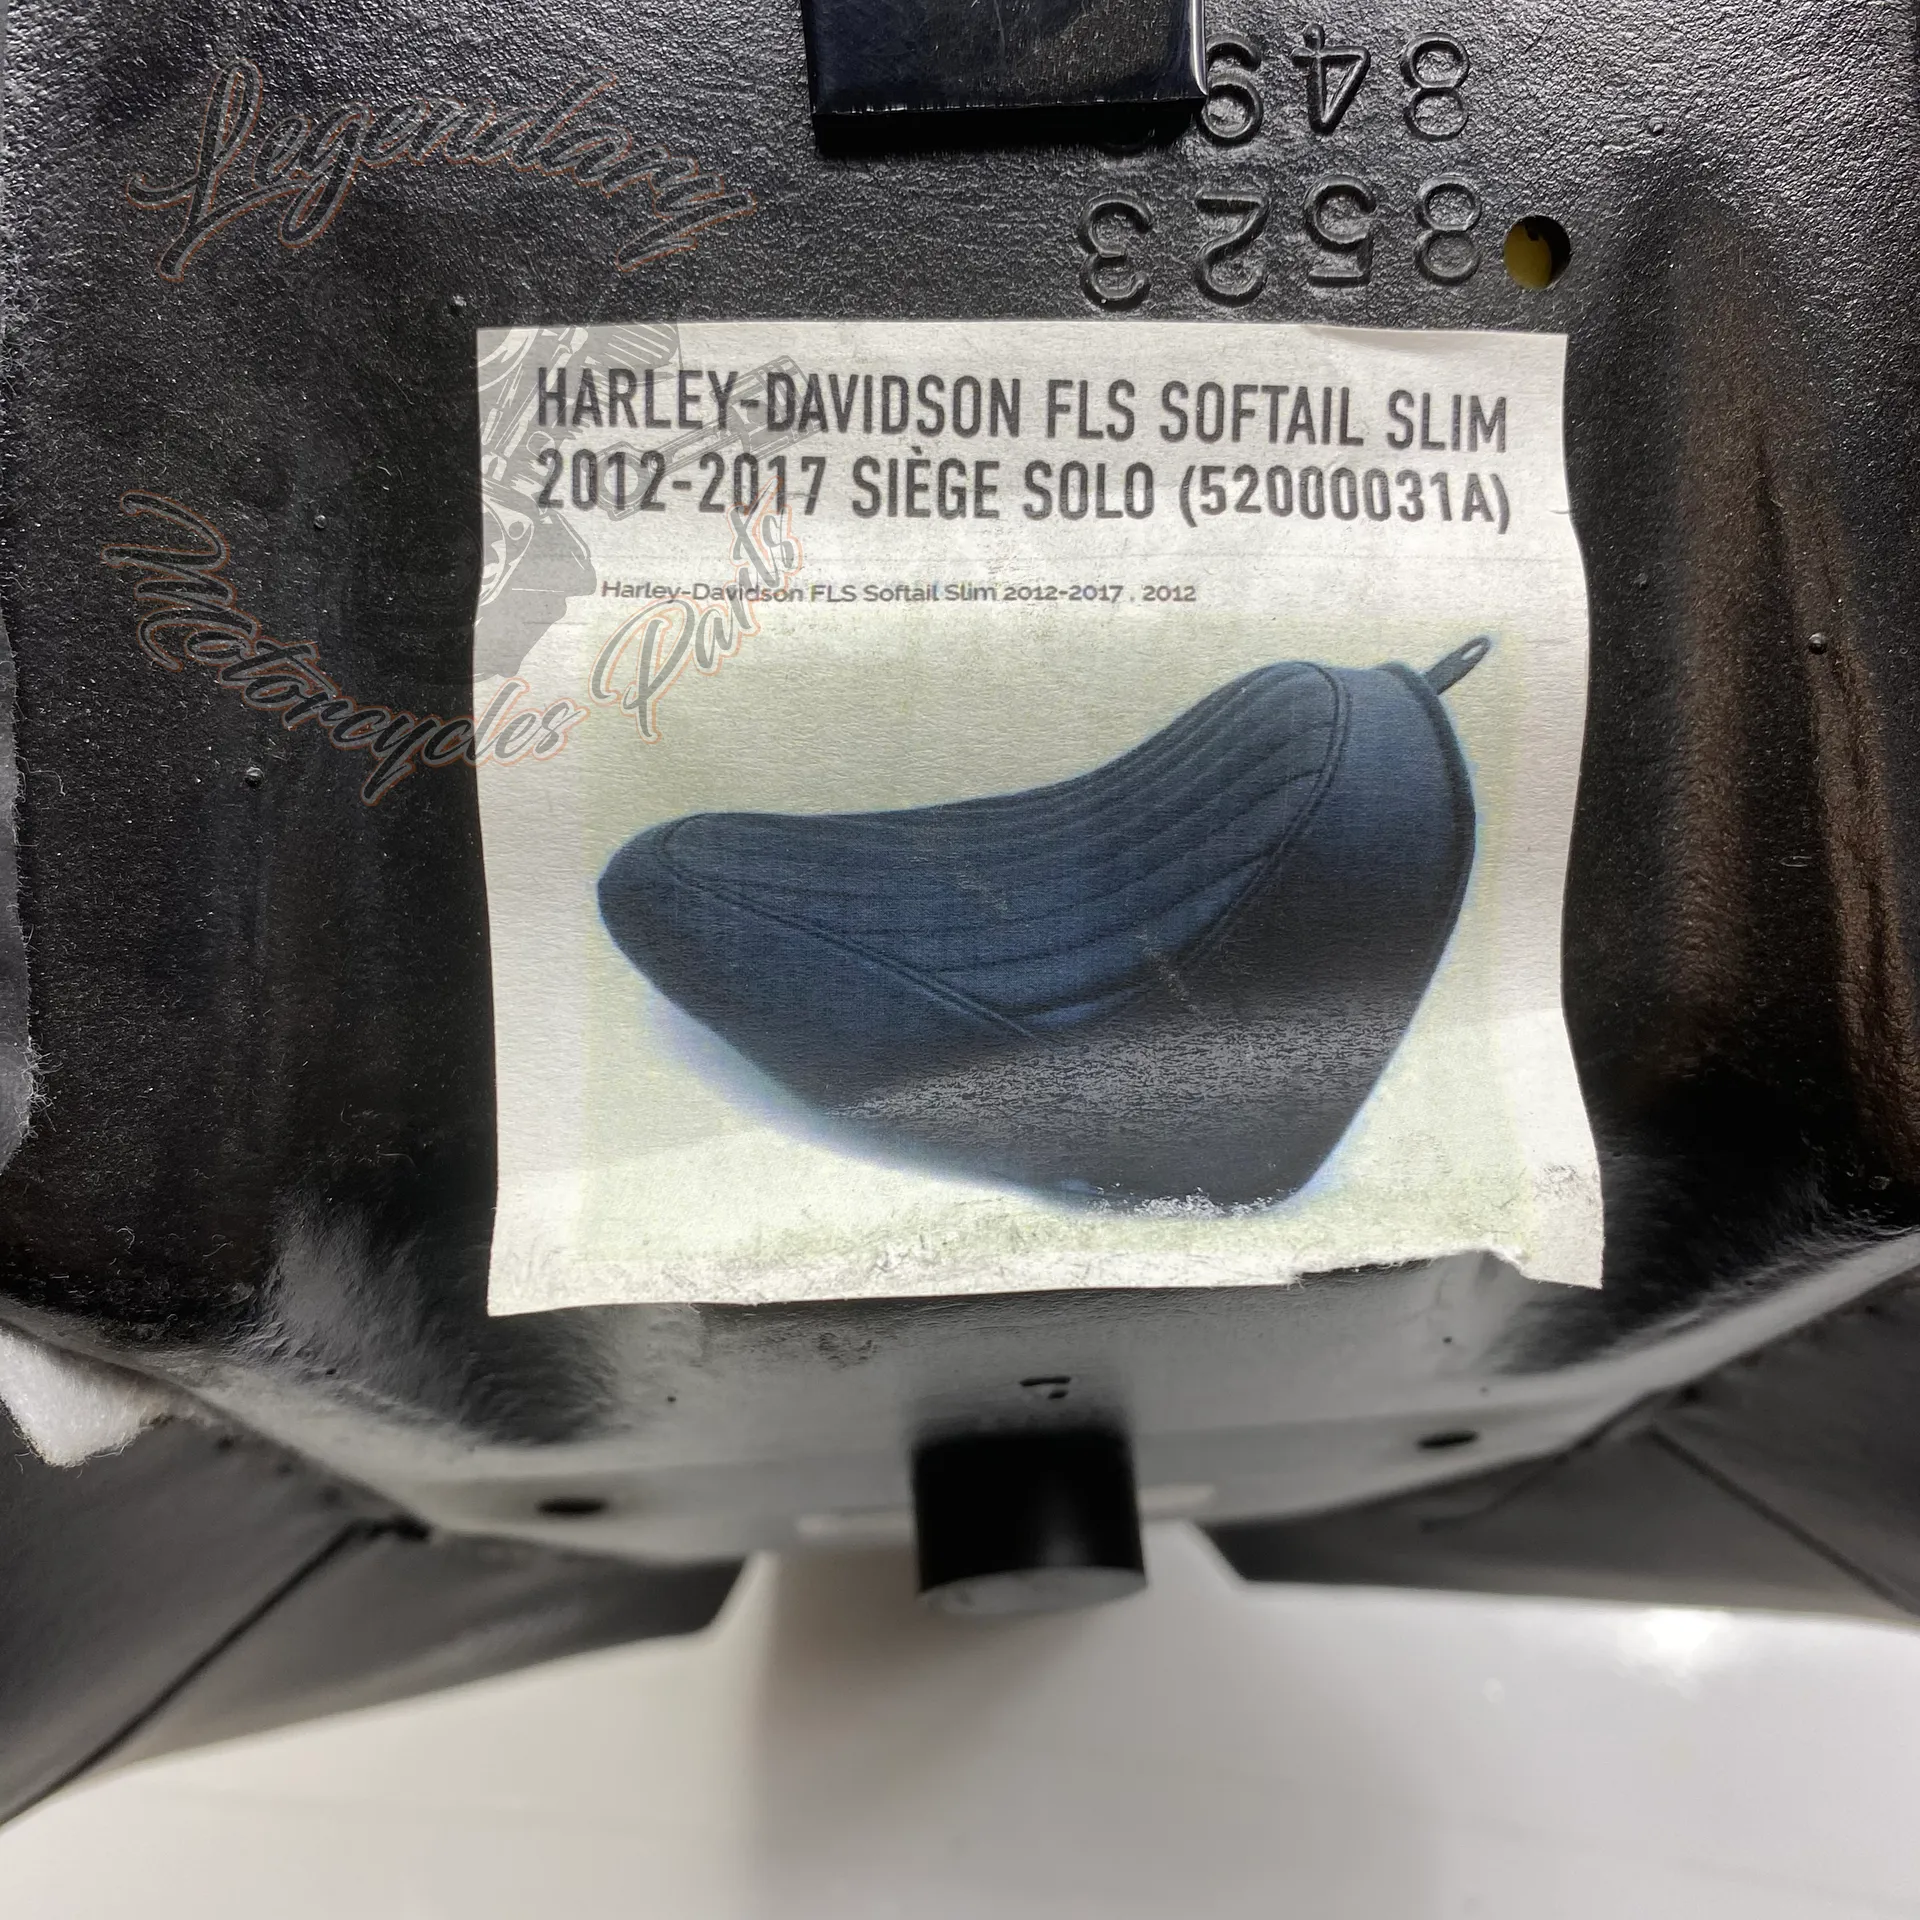 849
8523
Legendary
Motorcycles Parts
HARLEY-DAVIDSON FLS SOFTAIL SLIM
2012-2017 SIÈGE SOLO (52000031A)
Harley-Davidson FLS Softail Slim 2012-2017 . 2012